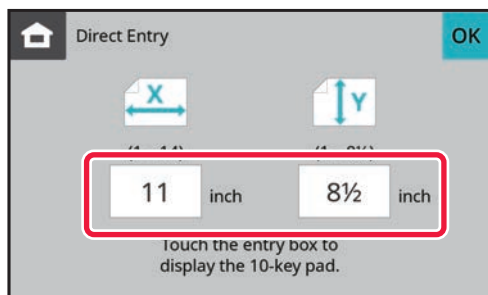 Direct Entry
OK
X
Y
11 inch
8½ inch
Touch the entry box to
display the 10-key pad.